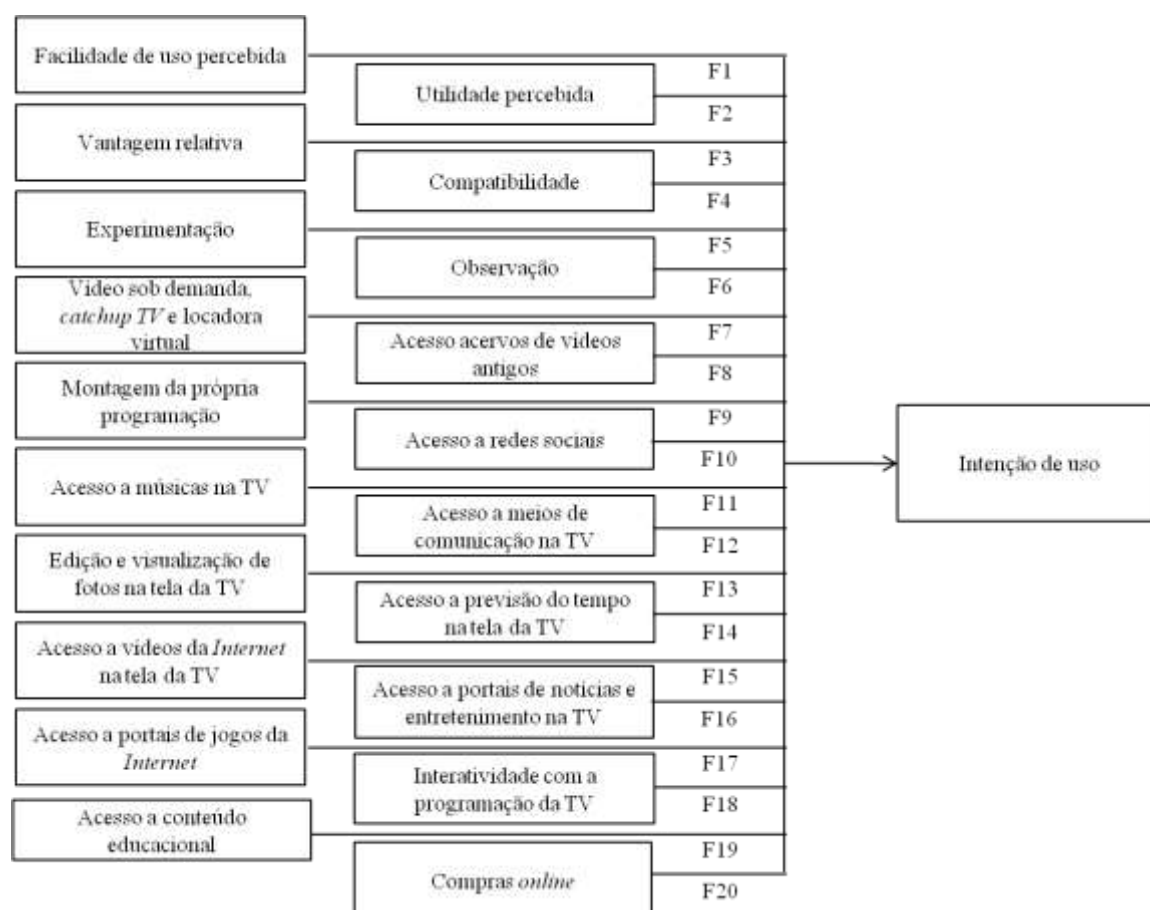 Facilidade de uso percebida
F1
Utilidade percebida
F2
Vantagem relativa
F3
Compatibilidade
F4
Experimentação
F5
Observação
F6
Vídeo sob demanda,
catchup TV e locadora
virtual
F7
Acesso acervos de vídeos
antigos
F8
Montagem da própria
programação
F9
Acesso a redes sociais
F10
Intenção de uso
Acesso a músicas na TV
F11
Acesso a meios de
comunicação na TV
F12
Edição e visualização de
fotos na tela da TV
F13
Acesso a previsão do tempo
na tela da TV
F14
Acesso a vídeos da Internet
na tela da TV
F15
Acesso a portais de notícias e
entretenimento na TV
F16
Acesso a portais de jogos da
Internet
F17
Interatividade com a
programação da TV
F18
Acesso a conteúdo
educacional
F19
Compras online
F20